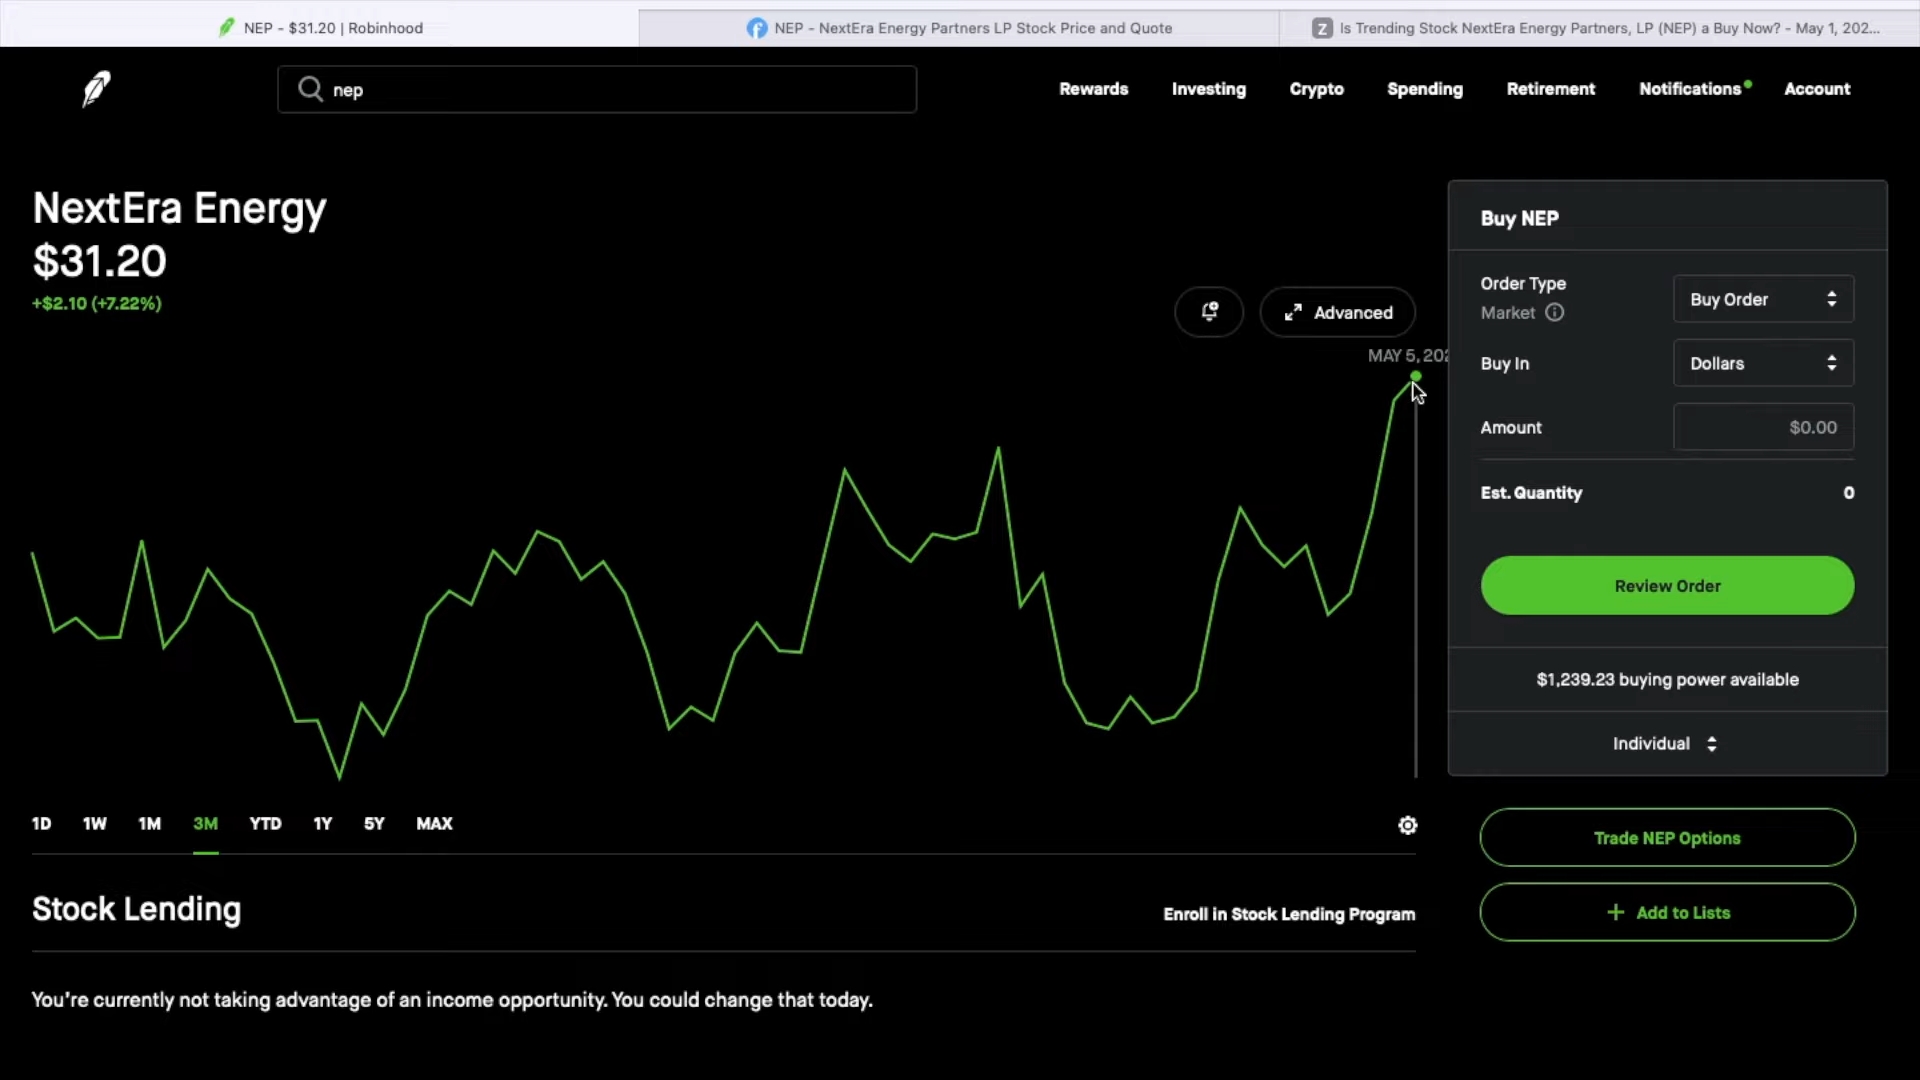 NEP - $31.20 | Robinhood
NEP - NextEra Energy Partners LP Stock Price and Quote
Z Is Trending Stock NextEra Energy Partners, LP (NEP) a Buy Now? - May 1, 202...
nep
Rewards
Investing
Crypto
Spending
Retirement
Notifications
Account
NextEra Energy
$31.20
+$2.10 (+7.22%)
Advanced
MAY 5, 202
1D
1W
1M
3M
YTD
1Y
5Y
MAX
Stock Lending
Enroll in Stock Lending Program
You're currently not taking advantage of an income opportunity. You could change that today.
Buy NEP
Order Type
Market
Buy Order
Buy In
Dollars
Amount
$0.00
Est. Quantity
0
Review Order
$1,239.23 buying power available
Individual
Trade NEP Options
+ Add to Lists